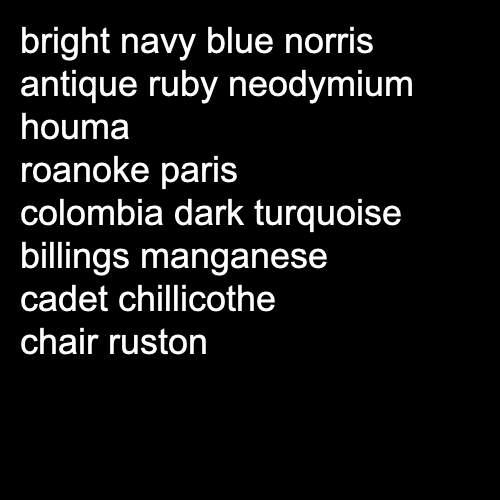 bright navy blue norris
antique ruby neodymium
houma
roanoke paris
colombia dark turquoise
billings manganese
cadet chillicothe
chair ruston